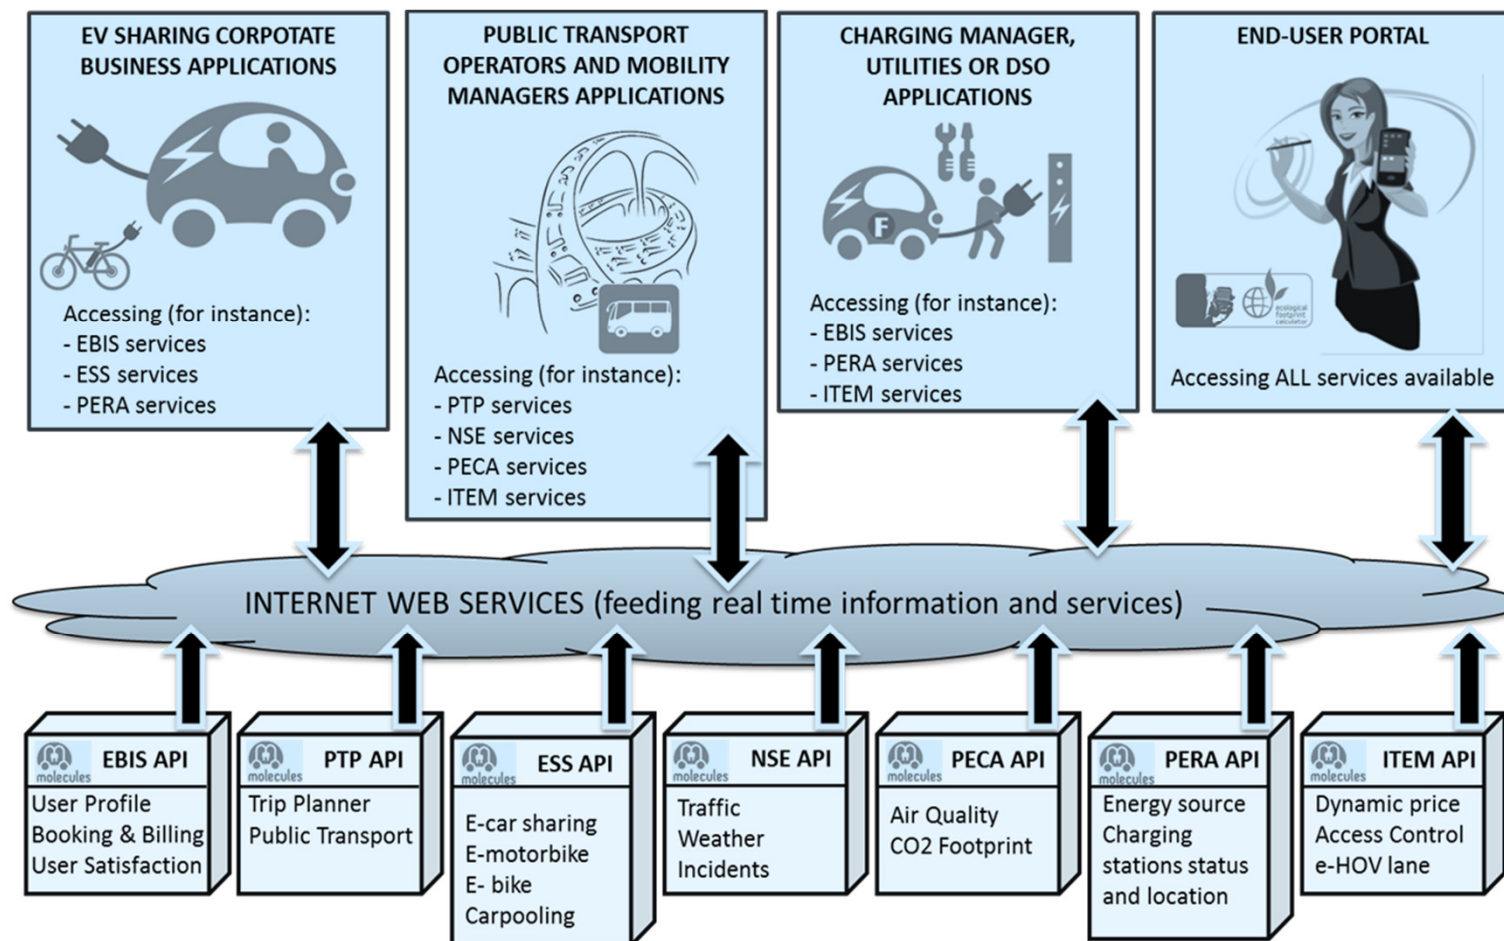 EV SHARING CORPOTATE
BUSINESS APPLICATIONS
Accessing (for instance):
- EBIS services
- ESS services
- PERA services
PUBLIC TRANSPORT
OPERATORS AND MOBILITY
MANAGERS APPLICATIONS
Accessing (for instance):
- PTP services
- NSE services
- PECA services
- ITEM services
CHARGING MANAGER,
UTILITIES OR DSO
APPLICATIONS
F
Accessing (for instance):
- EBIS services
- PERA services
- ITEM services
END-USER PORTAL
ecological
footprint
calculator
Accessing ALL services available
INTERNET WEB SERVICES (feeding real time information and services)
molecules
EBIS API
User Profile
Booking & Billing
User Satisfaction
molecules
PTP API
Trip Planner
Public Transport
molecules
ESS API
E-car sharing
E-motorbike
E- bike
Carpooling
molecules
NSE API
Traffic
Weather
Incidents
molecules
PECA API
Air Quality
CO2 Footprint
molecules
PERA API
Energy source
Charging
stations status
and location
molecules
ITEM API
Dynamic price
Access Control
e-HOV lane